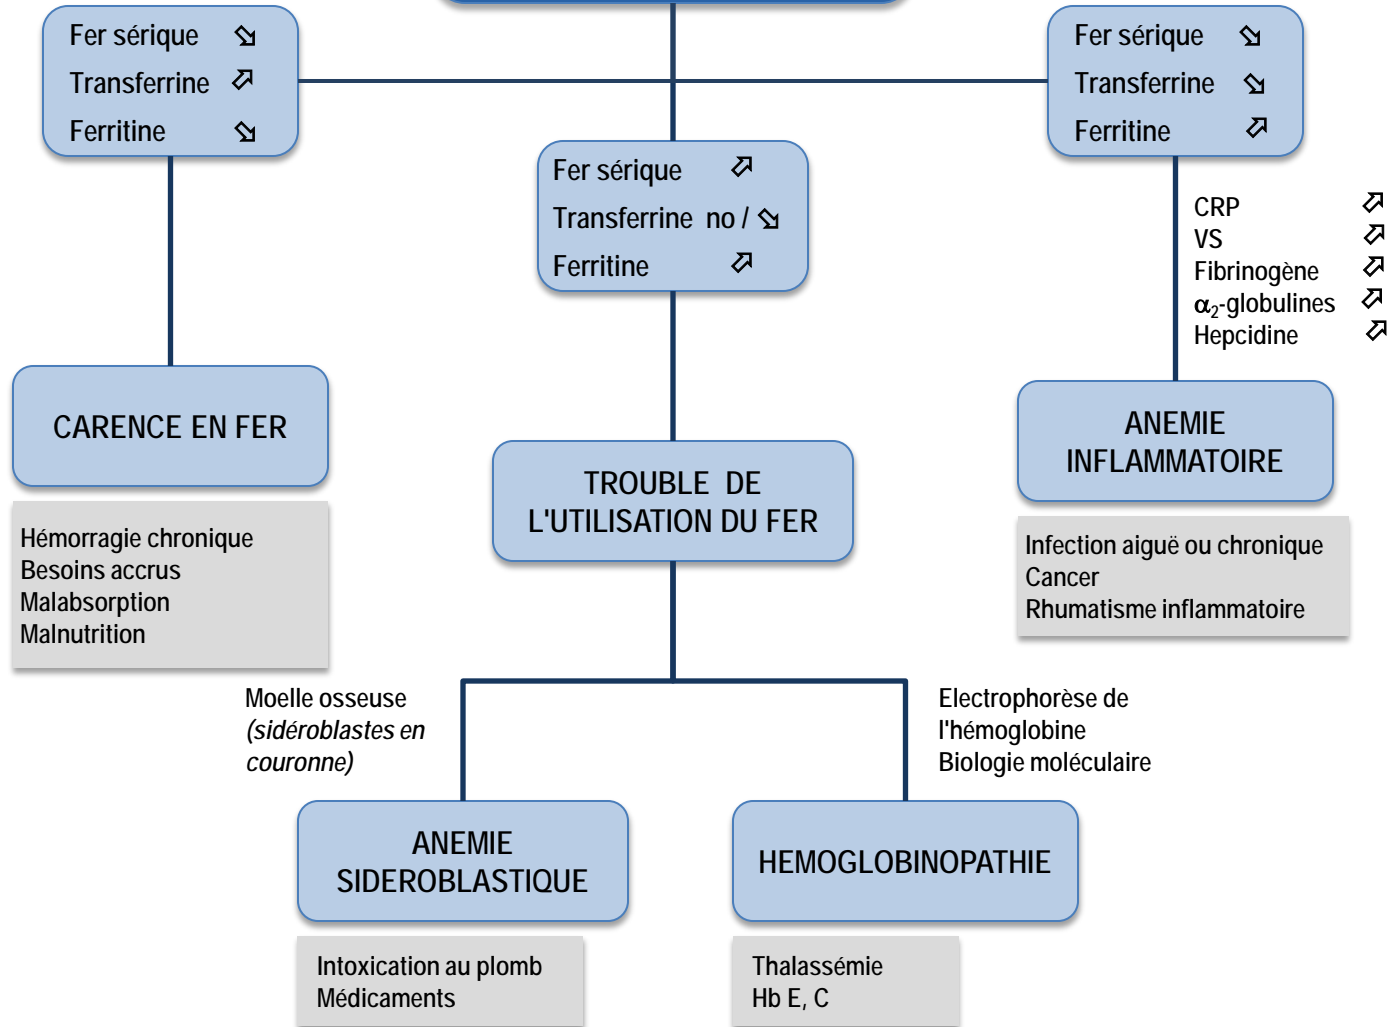 Fer sérique ⬂
Transferrine ⬀
Ferritine ⬂
Fer sérique ⬂
Transferrine ⬂
Ferritine ⬀
Fer sérique ⬀
Transferrine no / ⬂
Ferritine ⬀
CRP ⬀
VS ⬀
Fibrinogène ⬀
α₂-globulines ⬀
Hepcidine ⬀
CARENCE EN FER
Hémorragie chronique
Besoins accrus
Malabsorption
Malnutrition
TROUBLE DE
L'UTILISATION DU FER
ANEMIE
INFLAMMATOIRE
Infection aiguë ou chronique
Cancer
Rhumatisme inflammatoire
Moelle osseuse
(sidéroblastes en
couronne)
Electrophorèse de
l'hémoglobine
Biologie moléculaire
ANEMIE
SIDEROBLASTIQUE
HEMOGLOBINOPATHIE
Intoxication au plomb
Médicaments
Thalassémie
Hb E, C